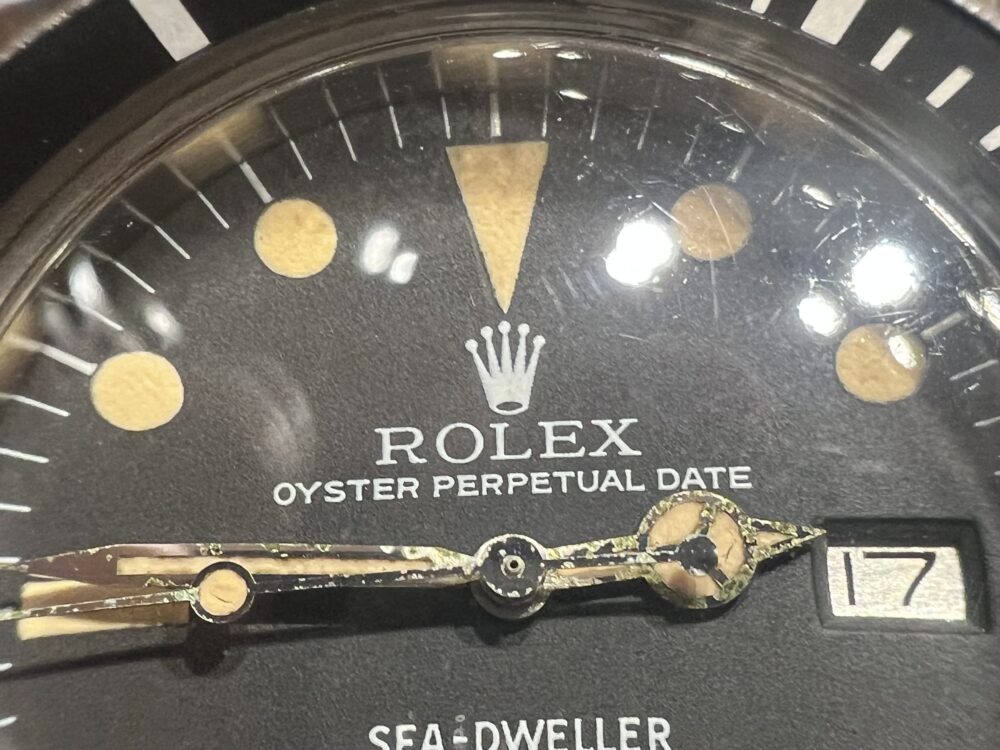 ROLEX
OYSTER PERPETUAL DATE
17
SEA-DWELLER